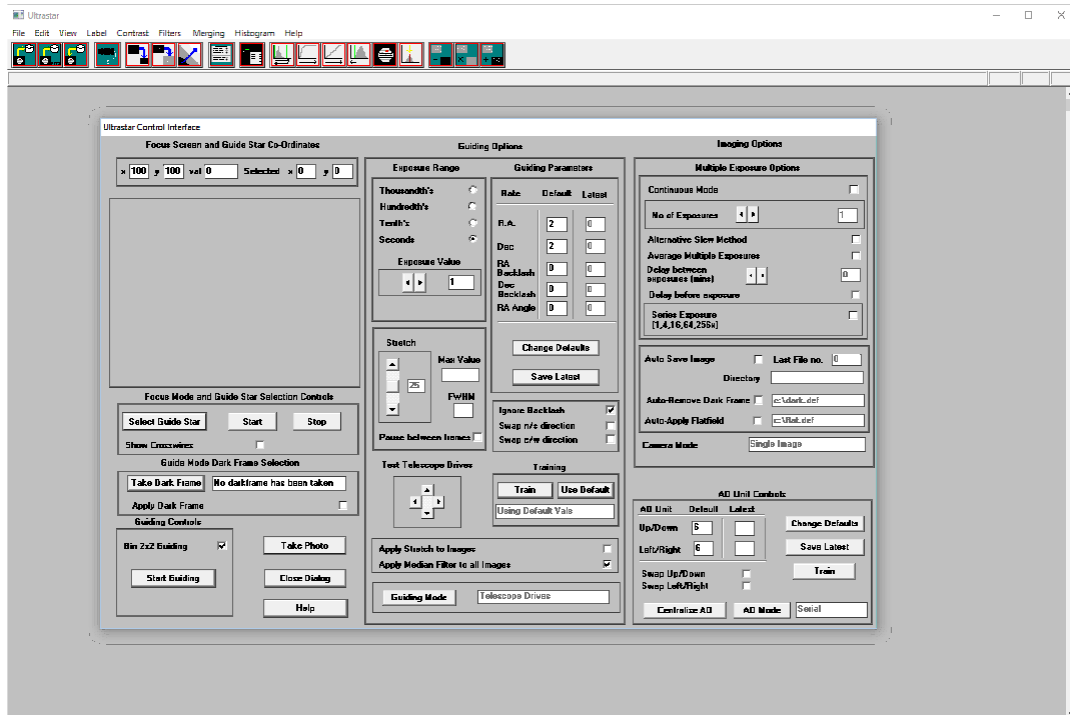 Ultrastar
File Edit View Label Contrast Filters Merging Histogram Help
Ultrastar Control Interface
Focus Screen and Guide Star Co-Ordinates
x 100 y 100 val 0 Selected x 0 y 0
Focus Mode and Guide Star Selection Controls
Select Guide Star Start Stop
Show Crosswires
Guide Mode Dark Frame Selection
Take Dark Frame No darkframe has been taken
Apply Dark Frame
Guiding Controls
Bin 2x2 Guiding
Start Guiding
Take Photo
Close Dialog
Help
Guiding Options
Exposure Range
Thousandth's
Hundredth's
Tenth's
Seconds
Exposure Value
1
Stretch
25
Max Value
FWHM
Pause between frames
Test Telescope Drives
Guiding Parameters
Rate Default Latest
R.A. 2 0
Dec 2 0
RA Backlash 0 0
Dec Backlash 0 0
RA Angle 0 0
Change Defaults
Save Latest
Ignore Backlash
Swap n/s direction
Swap e/w direction
Training
Train Use Default
Using Default Vals
Apply Stretch to Images
Apply Median Filter to all Images
Guiding Mode Telescope Drives
Imaging Options
Multiple Exposure Options
Continuous Mode
No of Exposures 1
Alternative Slew Method
Average Multiple Exposures
Delay between
exposures (mins) 0
Delay before exposure
Series Exposure
[1,4,16,64,256x]
Auto Save Image Last File no. 0
Directory
Auto-Remove Dark Frame c:\dark.def
Auto-Apply Flatfield c:\flat.def
Camera Mode Single Image
AO Unit Controls
AO Unit Default Latest
Up/Down 6
Left/Right 6
Change Defaults
Save Latest
Train
Swap Up/Down
Swap Left/Right
Centralize AO AO Mode Serial